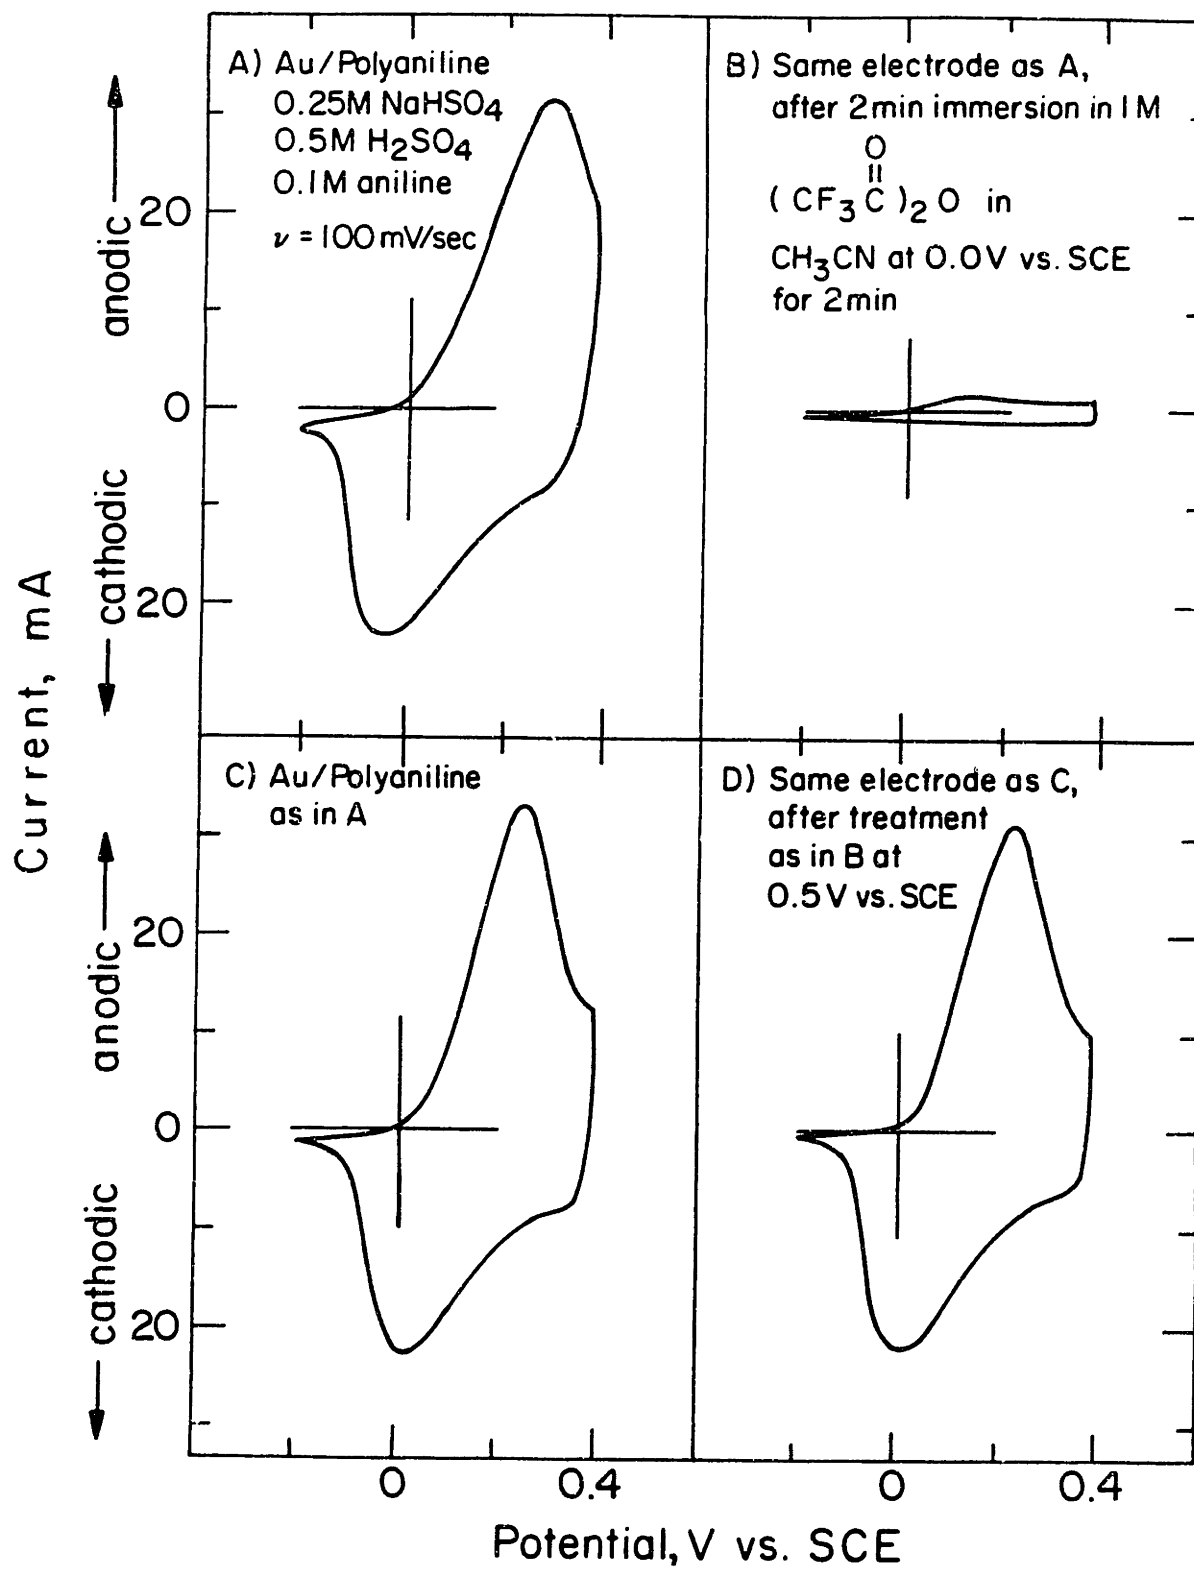 A) Au/Polyaniline
0.25M NaHSO4
0.5M H2SO4
0.1M aniline
ν = 100 mV/sec
B) Same electrode as A,
after 2min immersion in 1M
O
(CF3C)2O in
CH3CN at 0.0V vs. SCE
for 2min
Current, mA
← cathodic anodic →
20
0
20
C) Au/Polyaniline
as in A
D) Same electrode as C,
after treatment
as in B at
0.5V vs. SCE
← cathodic anodic →
20
0
20
0 0.4 0 0.4
Potential, V vs. SCE